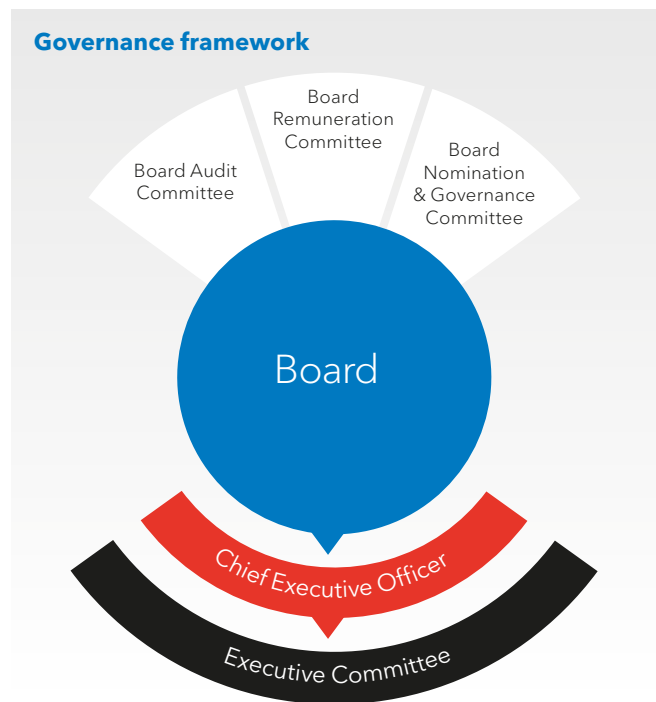 Governance framework
Board Audit
Committee
Board
Remuneration
Committee
Board
Nomination
& Governance
Committee
Board
Chief Executive Officer
Executive Committee